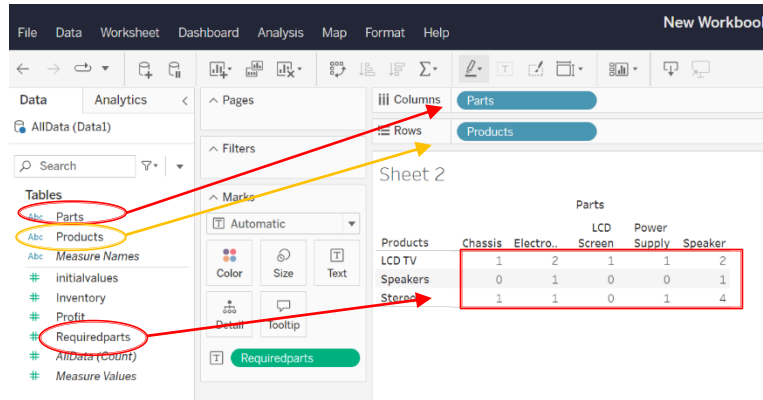 New Workboo
File Data Worksheet Dashboard Analysis Map Format Help
Data Analytics
Pages
Columns
Parts
AllData (Data1)
Rows
Products
Search
Filters
Sheet 2
Tables
Marks
Abc Parts
Automatic
Parts
Abc Products
Abc Measure Names
Color Size Text
Products Chassis Electro.. LCD Screen Power Supply Speaker
# initialvalues
LCD TV 1 2 1 1 2
# Inventory
Speakers 0 1 0 0 1
# Profit
Stereo 1 1 0 1 4
# Requiredparts
Detail Tooltip
# AllData (Count)
T Requiredparts
# Measure Values